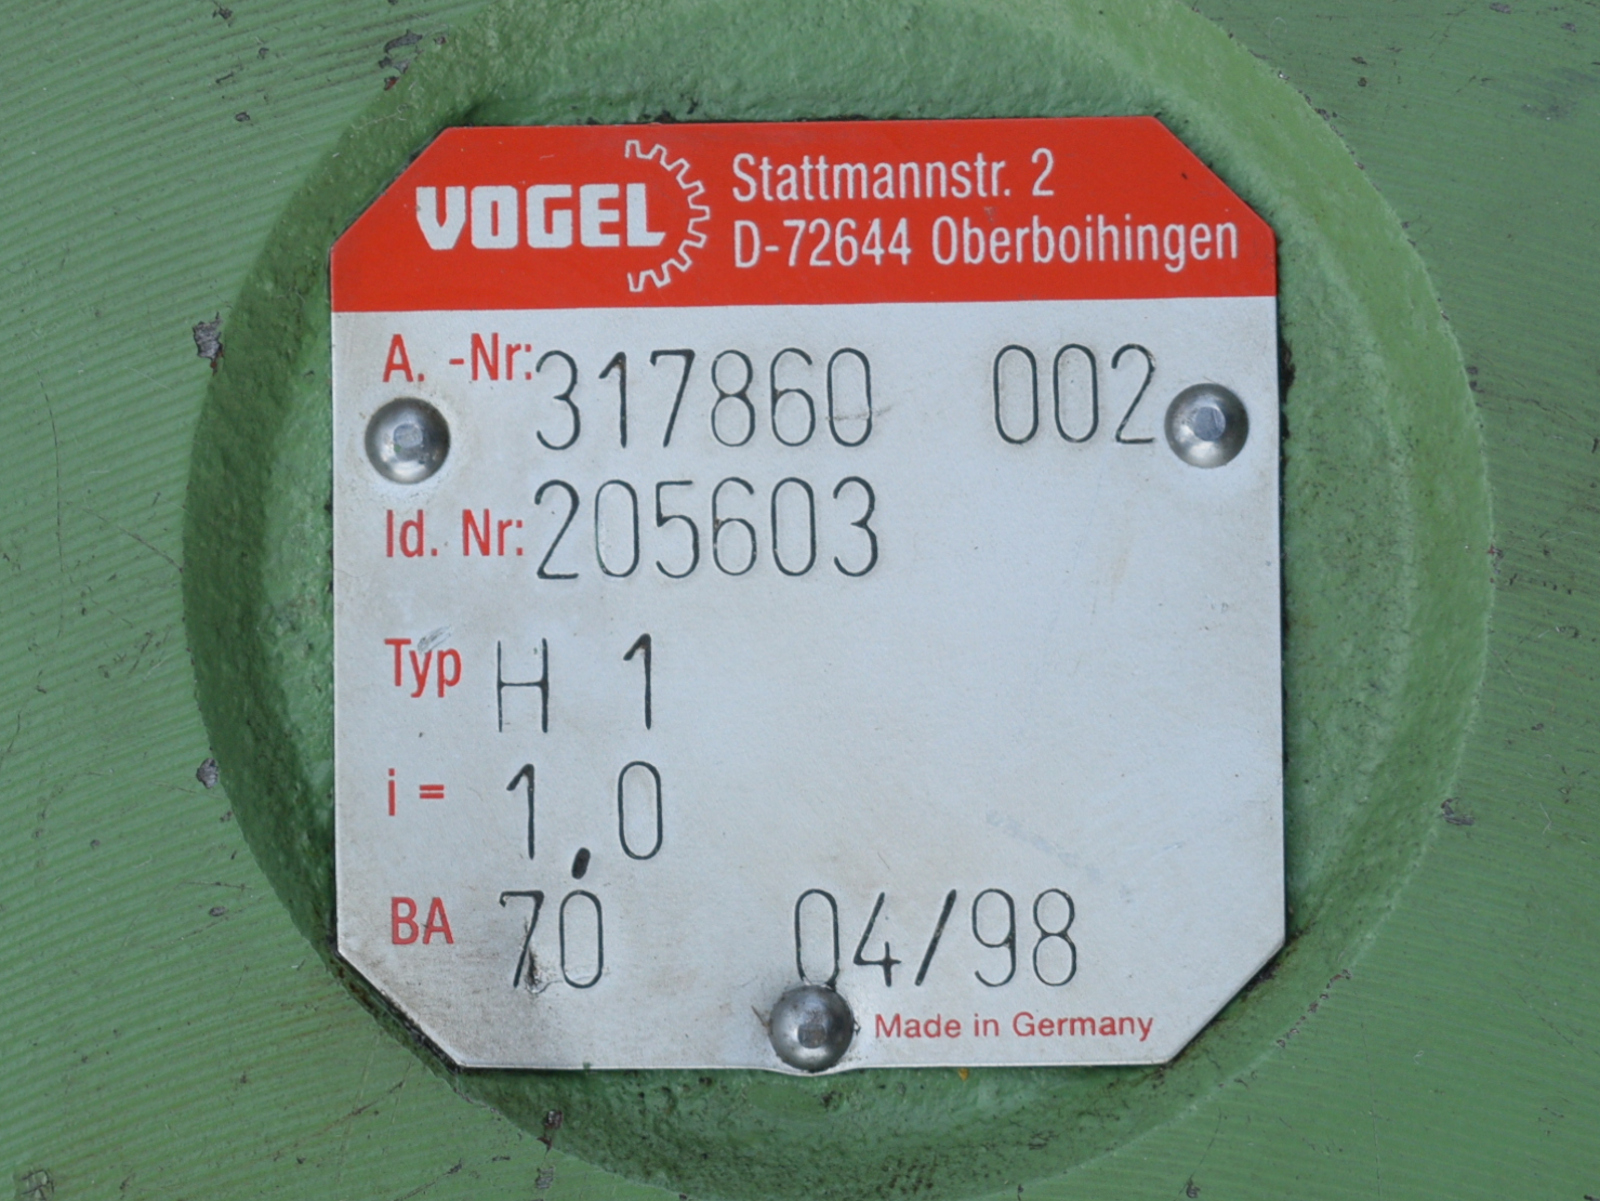 VOGEL
Stattmannstr. 2
D-72644 Oberboihingen
A. -Nr: 317860 002
Id. Nr: 205603
Typ H 1
i = 1,0
BA 70 04/98
Made in Germany